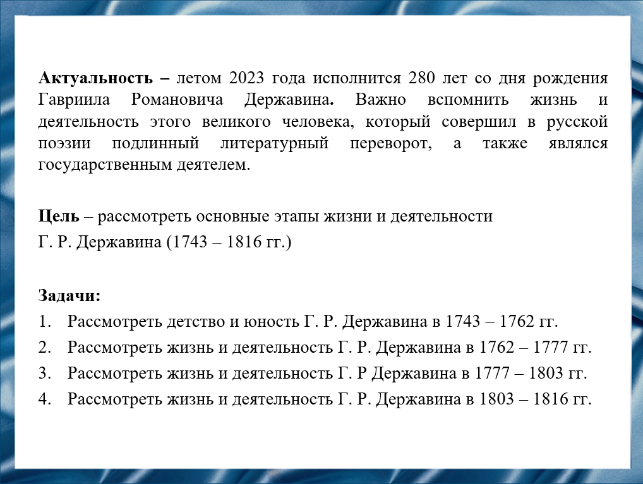 Актуальность – летом 2023 года исполнится 280 лет со дня рождения
Гавриила Романовича Державина. Важно вспомнить жизнь и
деятельность этого великого человека, который совершил в русской
поэзии подлинный литературный переворот, а также являлся
государственным деятелем.
Цель – рассмотреть основные этапы жизни и деятельности
Г. Р. Державина (1743 – 1816 гг.)
Задачи:
1. Рассмотреть детство и юность Г. Р. Державина в 1743 – 1762 гг.
2. Рассмотреть жизнь и деятельность Г. Р. Державина в 1762 – 1777 гг.
3. Рассмотреть жизнь и деятельность Г. Р Державина в 1777 – 1803 гг.
4. Рассмотреть жизнь и деятельность Г. Р. Державина в 1803 – 1816 гг.